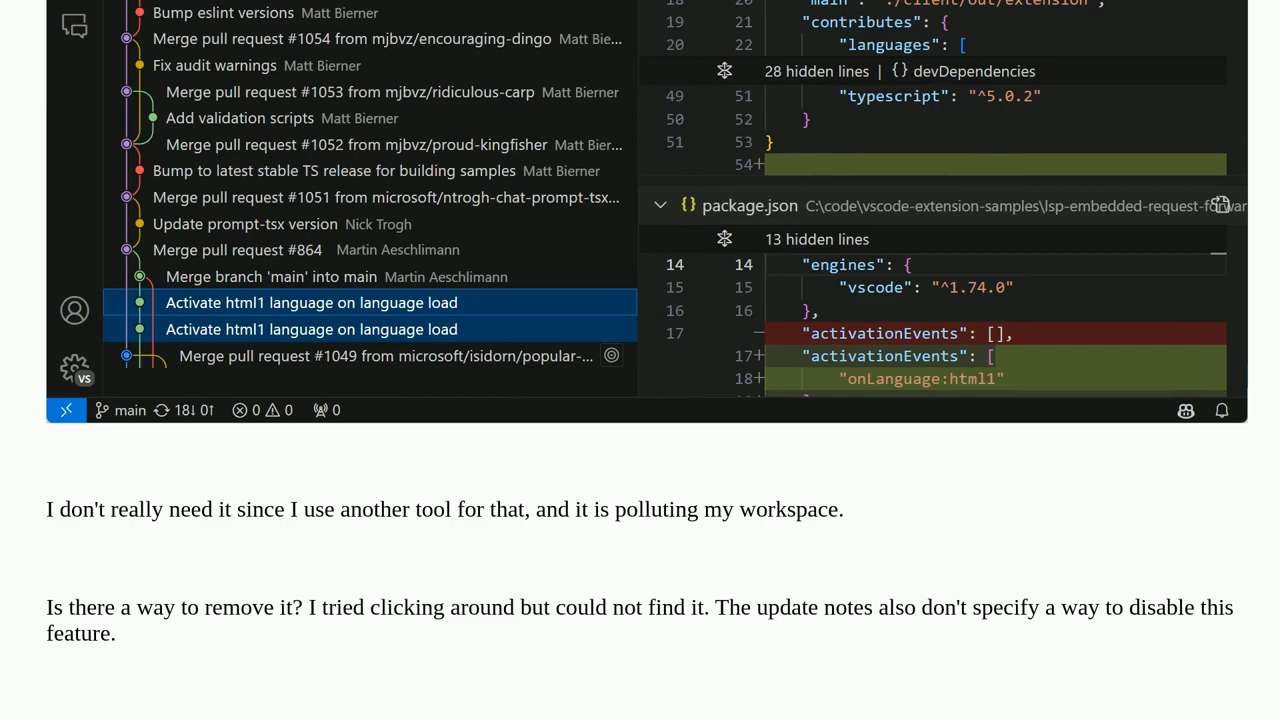 Bump eslint versions Matt Bierner
Merge pull request #1054 from mjbvz/encouraging-dingo Matt Bie...
Fix audit warnings Matt Bierner
Merge pull request #1053 from mjbvz/ridiculous-carp Matt Bierner
Add validation scripts Matt Bierner
Merge pull request #1052 from mjbvz/proud-kingfisher Matt Bier...
Bump to latest stable TS release for building samples Matt Bierner
Merge pull request #1051 from microsoft/ntrogh-chat-prompt-tsx...
Update prompt-tsx version Nick Trogh
Merge pull request #864 Martin Aeschlimann
Merge branch 'main' into main Martin Aeschlimann
Activate html1 language on language load
Activate html1 language on language load
Merge pull request #1049 from microsoft/isidorn/popular-...
VS
18 20 "main": "./client/out/extension",
19 21 "contributes": {
20 22 "languages": [
28 hidden lines | {} devDependencies
49 51 "typescript": "^5.0.2"
50 52 }
51 53 }
54+
{} package.json C:\code\vscode-extension-samples\lsp-embedded-request-forwar
13 hidden lines
14 14 "engines": {
15 15 "vscode": "^1.74.0"
16 16 },
17 — "activationEvents": [],
17+ "activationEvents": [
18+ "onLanguage:html1"
main 18↓ 0↑ 0 0 0
I don't really need it since I use another tool for that, and it is polluting my workspace.
Is there a way to remove it? I tried clicking around but could not find it. The update notes also don't specify a way to disable this
feature.